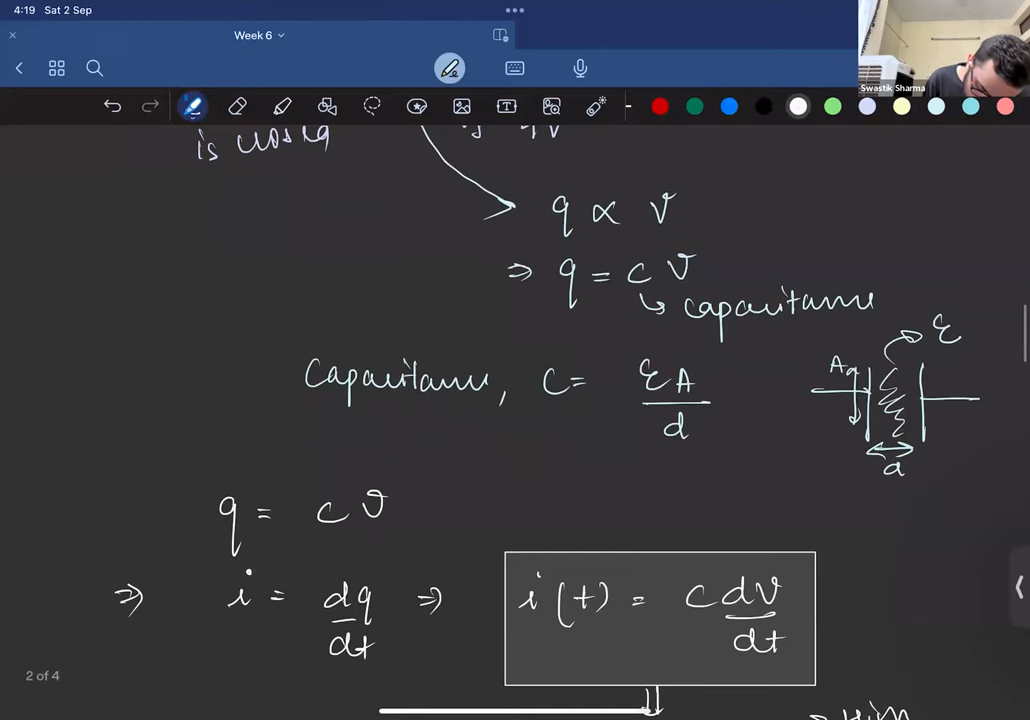 4:19 Sat 2 Sep
Week 6
Swastik Sharma
is closed
q ∝ v
⇒ q = c v
↳ capacitance
Capacitance, C = εA/d
ε
A
d
q = c v
⇒ i = dq/dt ⇒ i(t) = c dv/dt
2 of 4